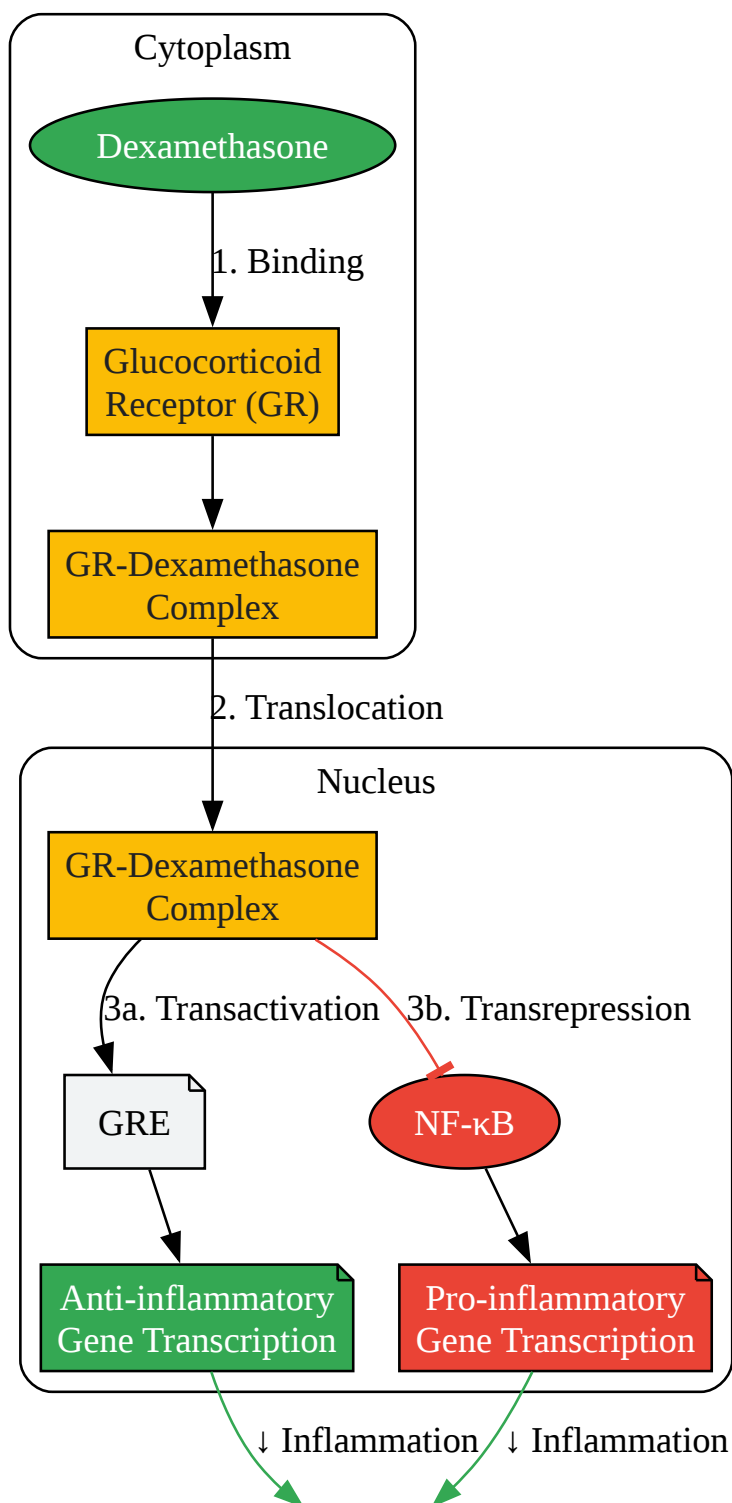 Cytoplasm
Dexamethasone
1. Binding
Glucocorticoid
Receptor (GR)
GR-Dexamethasone
Complex
2. Translocation
Nucleus
GR-Dexamethasone
Complex
3a. Transactivation
3b. Transrepression
GRE
NF-κB
Anti-inflammatory
Gene Transcription
Pro-inflammatory
Gene Transcription
↓ Inflammation
↓ Inflammation